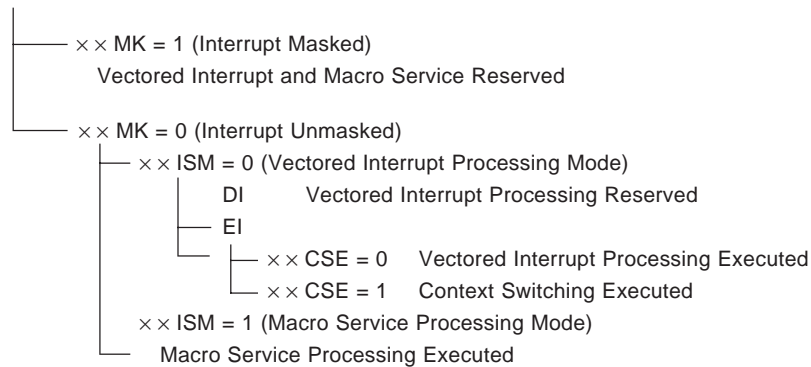 ×× MK = 1 (Interrupt Masked)
Vectored Interrupt and Macro Service Reserved
×× MK = 0 (Interrupt Unmasked)
×× ISM = 0 (Vectored Interrupt Processing Mode)
DI Vectored Interrupt Processing Reserved
EI
×× CSE = 0 Vectored Interrupt Processing Executed
×× CSE = 1 Context Switching Executed
×× ISM = 1 (Macro Service Processing Mode)
Macro Service Processing Executed